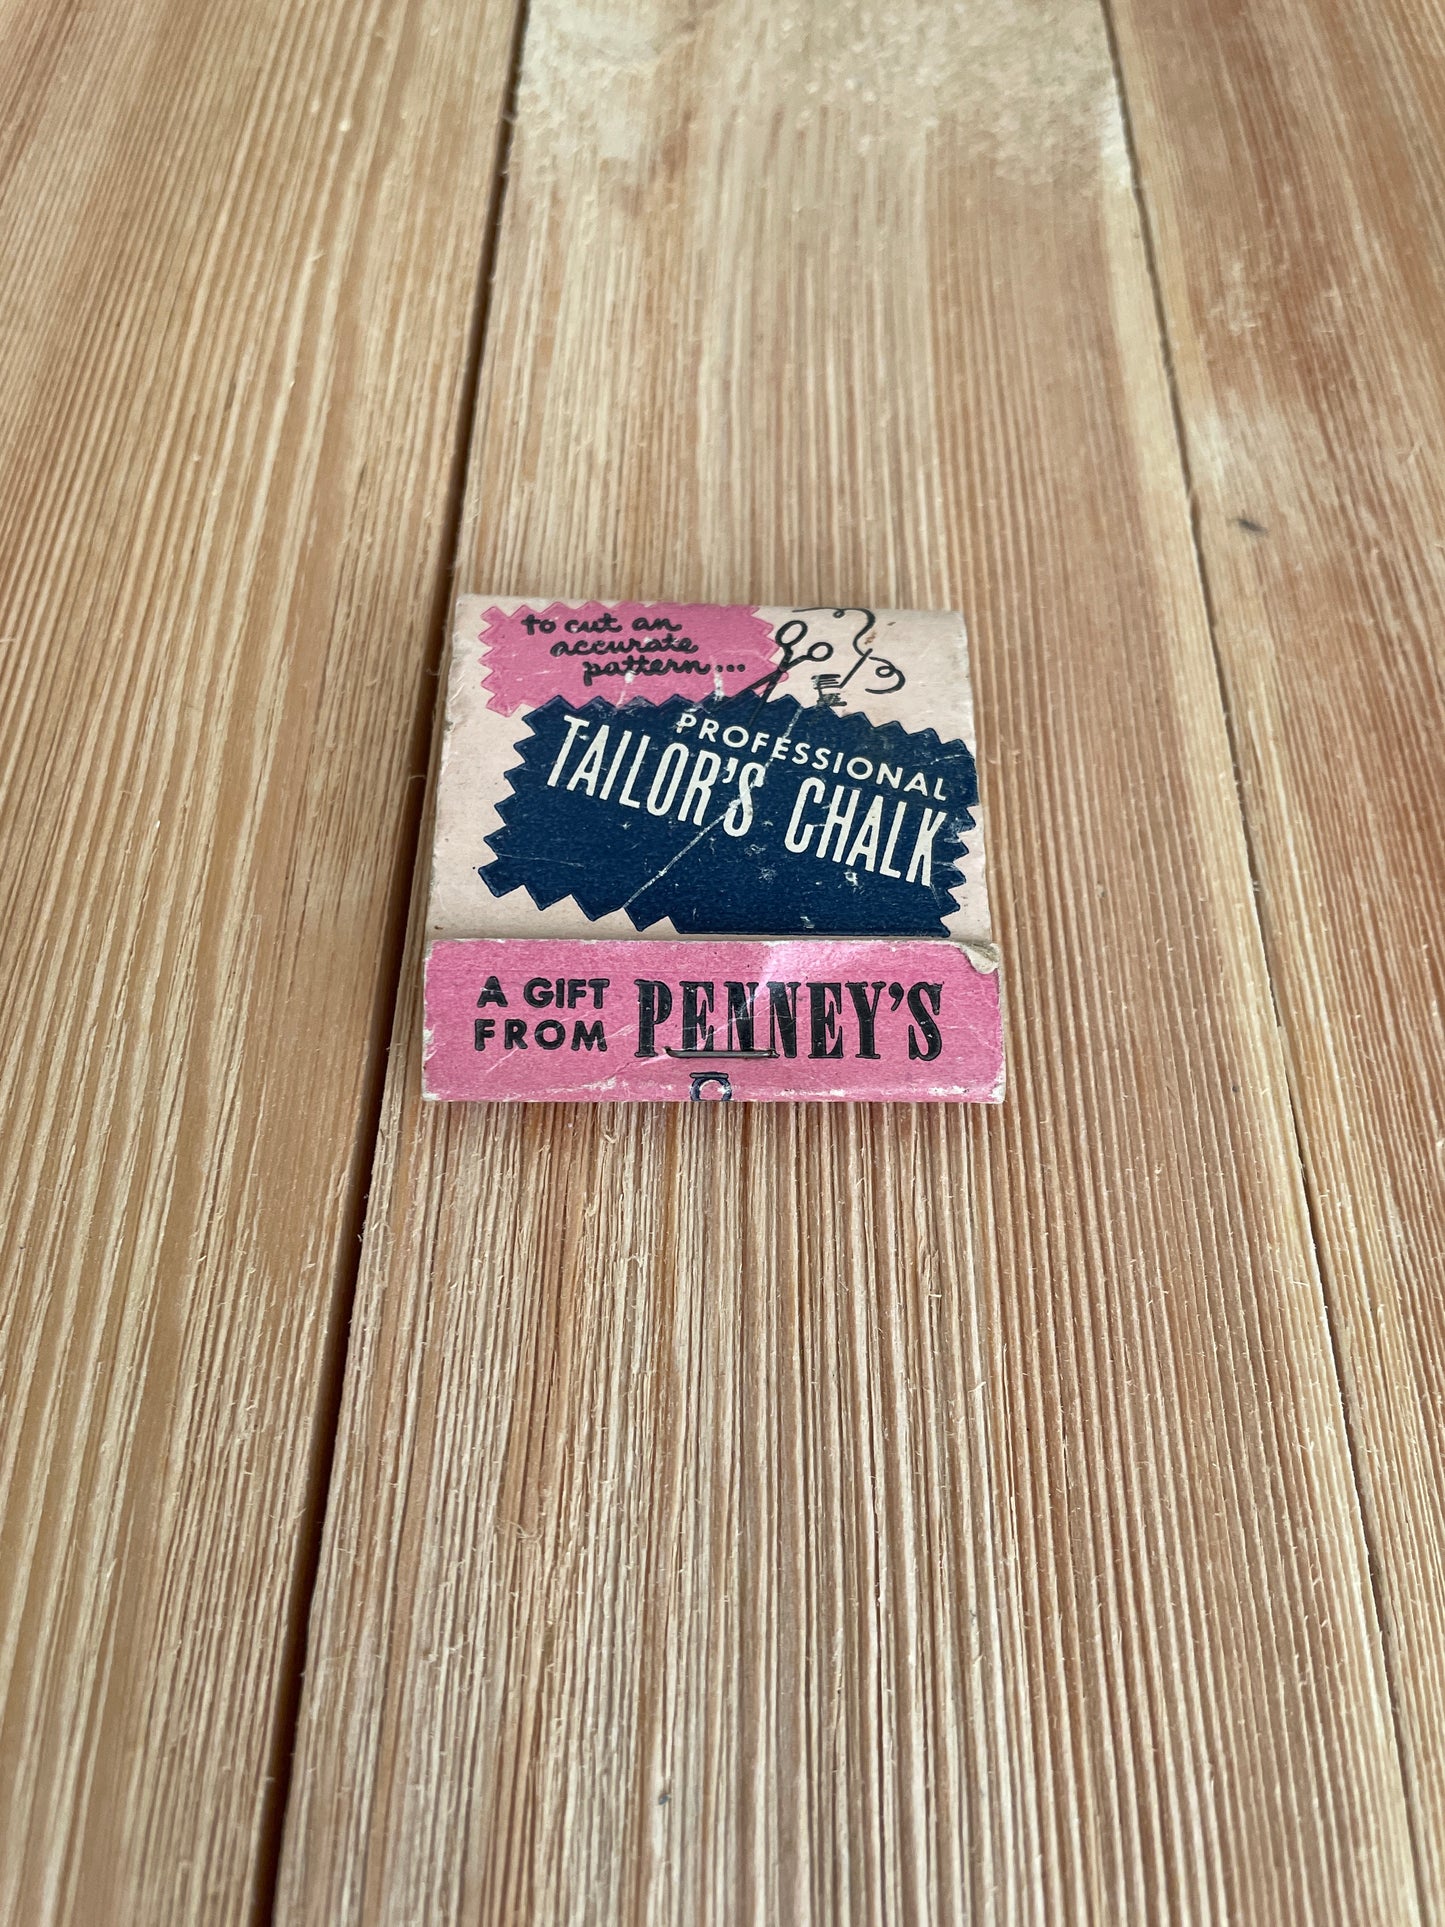 to cut an
accurate
pattern...
PROFESSIONAL
TAILOR'S CHALK
A GIFT
FROM PENNEY'S